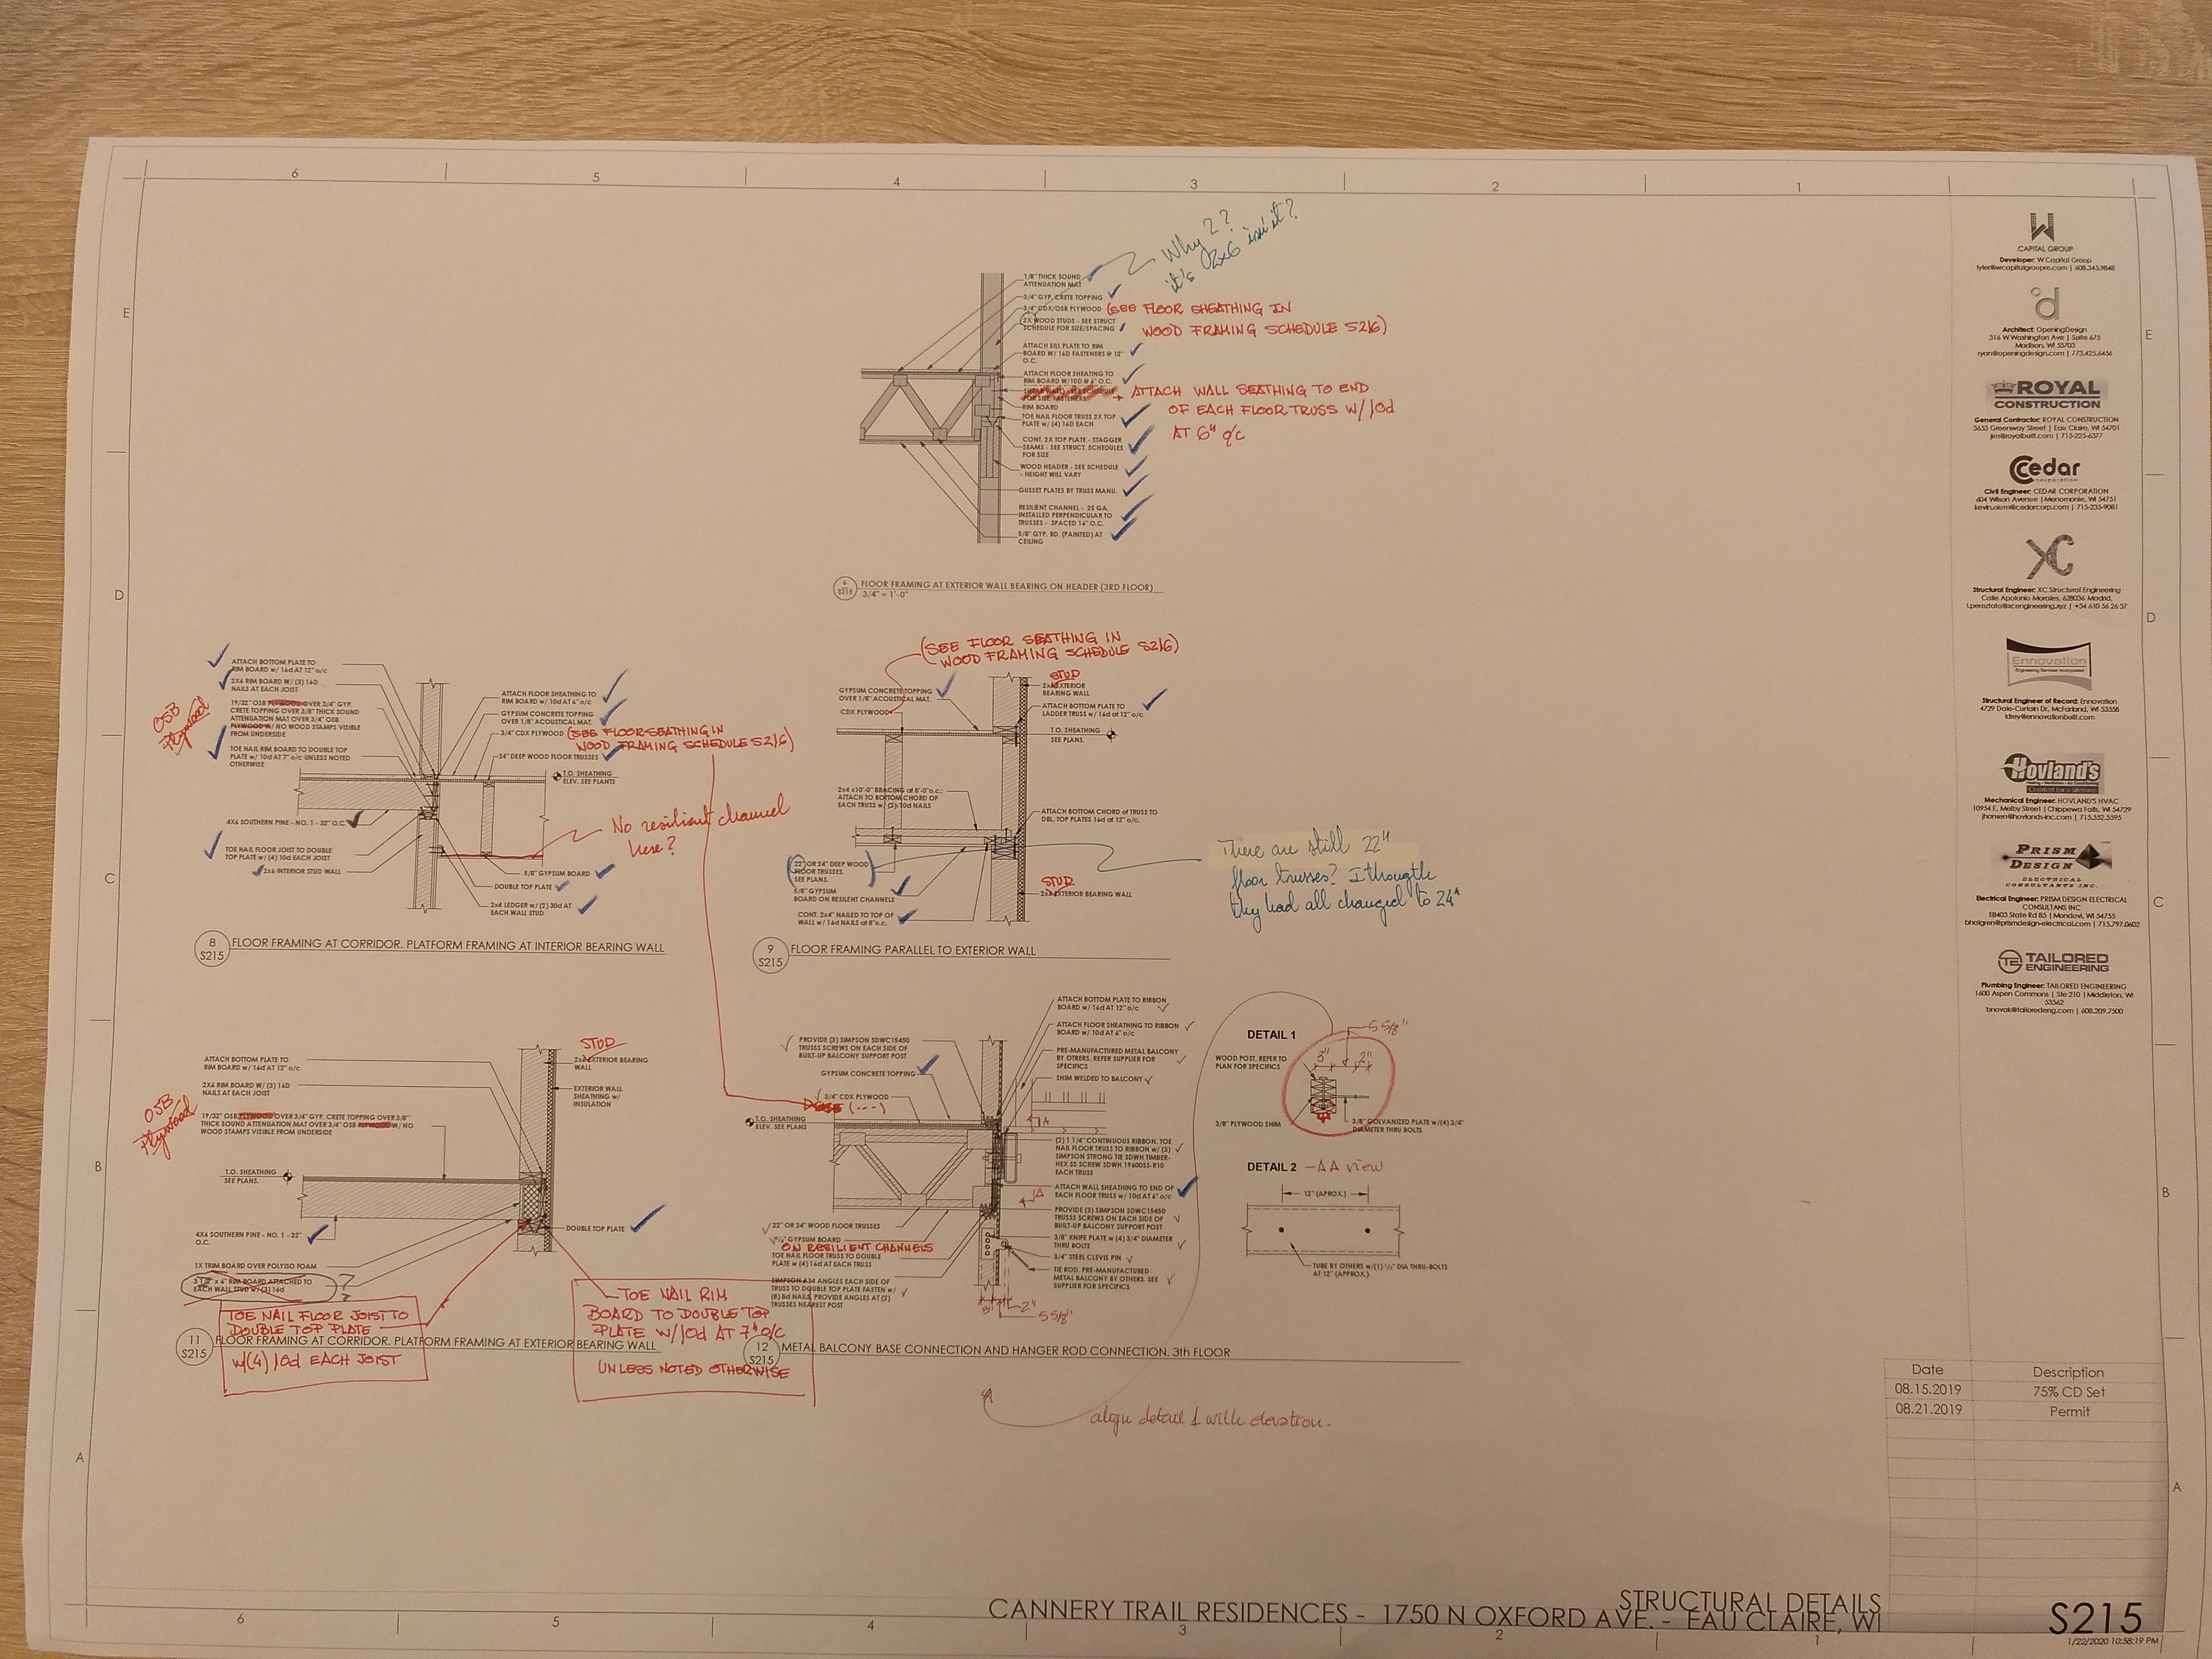 6 5 4 3 2 1
Why 2??
it's 2x6 isn't it?
1/8" THICK SOUND
ATTENUATION MAT
3/4" GYP. CRETE TOPPING
3/4" CDX/OSB PLYWOOD (SEE FLOOR SHEATHING IN
WOOD FRAMING SCHEDULE S216)
2X WOOD STUDS - SEE STRUCT
SCHEDULE FOR SIZE/SPACING
ATTACH SILL PLATE TO RIM
BOARD W/ 16D FASTENERS @ 12"
O.C.
ATTACH FLOOR SHEATING TO
RIM BOARD W/10D @ 6" O.C.
ATTACH WALL SEATHING TO END
OF EACH FLOOR TRUSS W/ 10d
AT 6" o/c
RIM BOARD
TOE NAIL FLOOR TRUSS 2X TOP
PLATE w/ (4) 16D EACH
CONT. 2X TOP PLATE - STAGGER
SEAMS - SEE STRUCT. SCHEDULES
FOR SIZE
WOOD HEADER - SEE SCHEDULE
- HEIGHT WILL VARY
GUSSET PLATES BY TRUSS MANU.
RESILIENT CHANNEL - 25 GA.
INSTALLED PERPENDICULAR TO
TRUSSES - SPACED 16" O.C.
5/8" GYP. BD. (PAINTED) AT
CEILING
6
S215
FLOOR FRAMING AT EXTERIOR WALL BEARING ON HEADER (3RD FLOOR)
3/4" = 1'-0"
ATTACH BOTTOM PLATE TO
RIM BOARD w/ 16d AT 12" o/c
2X6 RIM BOARD W/ (3) 16D
NAILS AT EACH JOIST
OSB
Plywood
19/32" OSB PLYWOOD OVER 3/4" GYP.
CRETE TOPPING OVER 3/8" THICK SOUND
ATTENUATION MAT OVER 3/4" OSB
PLYWOOD W/ NO WOOD STAMPS VISIBLE
FROM UNDERSIDE
TOE NAIL RIM BOARD TO DOUBLE TOP
PLATE w/ 10d AT 7" o/c UNLESS NOTED
OTHERWISE
4X6 SOUTHERN PINE - NO. 1 - 32" O.C.
TOE NAIL FLOOR JOIST TO DOUBLE
TOP PLATE w/ (4) 10d EACH JOIST
2x6 INTERIOR STUD WALL
ATTACH FLOOR SHEATHING TO
RIM BOARD w/ 10d AT 6" o/c
GYPSUM CONCRETE TOPPING
OVER 1/8" ACOUSTICAL MAT.
3/4" CDX PLYWOOD (SEE FLOOR SEATHING IN
WOOD FRAMING SCHEDULE S216)
24" DEEP WOOD FLOOR TRUSSES
T.O. SHEATHING
ELEV. SEE PLANTS
No resilient channel
here?
5/8" GYPSUM BOARD
DOUBLE TOP PLATE
2x4 LEDGER w/ (2) 30d AT
EACH WALL STUD
8
S215
FLOOR FRAMING AT CORRIDOR. PLATFORM FRAMING AT INTERIOR BEARING WALL
(SEE FLOOR SEATHING IN
WOOD FRAMING SCHEDULE S216)
GYPSUM CONCRETE TOPPING
OVER 1/8" ACOUSTICAL MAT.
CDX PLYWOOD
STUD
2x4 EXTERIOR
BEARING WALL
ATTACH BOTTOM PLATE TO
LADDER TRUSS w/ 16d at 12" o/c.
T.O. SHEATHING
SEE PLANS.
2x4 x10'-0" BRACING at 8'-0"o.c.;
ATTACH TO BOTTOM CHORD OF
EACH TRUSS w/ (2)-10d NAILS
ATTACH BOTTOM CHORD of TRUSS TO
DBL. TOP PLATES 16d at 12" o/c.
22" OR 24" DEEP WOOD
FLOOR TRUSSES.
SEE PLANS.
There are still 22"
floor trusses? I thougth
they had all changed to 24"
5/8" GYPSUM
BOARD ON RESILENT CHANNELS
CONT. 2x4" NAILED TO TOP of
WALL w/ 16d NAILS at 8"o.c.
STUD
EXTERIOR BEARING WALL
9
S215
FLOOR FRAMING PARALLEL TO EXTERIOR WALL
ATTACH BOTTOM PLATE TO
RIM BOARD w/ 16d AT 12" o/c
2X6 RIM BOARD W/ (3) 16D
NAILS AT EACH JOIST
OSB
Plywood
19/32" OSB PLYWOOD OVER 3/4" GYP. CRETE TOPPING OVER 3/8"
THICK SOUND ATTENUATION MAT OVER 3/4" OSB PLYWOOD W/ NO
WOOD STAMPS VISIBLE FROM UNDERSIDE
T.O. SHEATHING
SEE PLANS.
STUD
EXTERIOR BEARING
WALL
EXTERIOR WALL
SHEATHING w/
INSULATION
DOUBLE TOP PLATE
4X6 SOUTHERN PINE - NO. 1 - 32"
O.C.
1X TRIM BOARD OVER POLYISO FOAM
3 1/2" x 6" RIM BOARD ATTACHED TO
EACH WALL STUD w/ (3) 16d
?
TOE NAIL FLOOR JOIST TO
DOUBLE TOP PLATE
w/(4) 10d EACH JOIST
TOE NAIL RIM
BOARD TO DOUBLE TOP
PLATE W/10d AT 7" o/c
UNLESS NOTED OTHERWISE
11
S215
FLOOR FRAMING AT CORRIDOR. PLATFORM FRAMING AT EXTERIOR BEARING WALL
PROVIDE (3) SIMPSON SDWC15450
TRUSSS SCREWS ON EACH SIDE OF
BUILT-UP BALCONY SUPPORT POST
GYPSUM CONCRETE TOPPING
3/4" CDX PLYWOOD
(----)
T.O. SHEATHING
ELEV. SEE PLANS
22" OR 24" WOOD FLOOR TRUSSES
GYPSUM BOARD
ON RESILIENT CHANNELS
TOE NAIL FLOOR TRUSS TO DOUBLE
PLATE w/ (4) 16d AT EACH TRUSS
SIMPSON A34 ANGLES EACH SIDE OF
TRUSS TO DOUBLE TOP PLATE FASTEN w/
(8) 8d NAILS. PROVIDE ANGLES AT (2)
TRUSSES NEAREST POST
ATTACH BOTTOM PLATE TO RIBBON
BOARD w/ 16d AT 12" o/c
ATTACH FLOOR SHEATHING TO RIBBON
BOARD w/ 10d AT 6" o/c
PRE-MANUFACTURED METAL BALCONY
BY OTHERS. REFER SUPPLIER FOR
SPECIFICS
SHIM WELDED TO BALCONY
A
(2) 1 1/4" CONTINUOUS RIBBON. TOE
NAIL FLOOR TRUSS TO RIBBON w/ (3)
SIMPSON STRONG TIE SDWH TIMBER-
HEX SS SCREW SDWH 19600SS-R10
EACH TRUSS
ATTACH WALL SHEATHING TO END OF
EACH FLOOR TRUSS w/ 10d AT 6" o/c
A
PROVIDE (3) SIMPSON SDWC15450
TRUSSS SCREWS ON EACH SIDE OF
BUILT-UP BALCONY SUPPORT POST
3/8" KNIFE PLATE w/ (4) 3/4" DIAMETER
THRU BOLTS
3/4" STEEL CLEVIS PIN
TIE ROD. PRE-MANUFACTURED
METAL BALCONY BY OTHERS. SEE
SUPPLIER FOR SPECIFICS
2"
5 5/8"
12
S215
METAL BALCONY BASE CONNECTION AND HANGER ROD CONNECTION. 3th FLOOR
align detail 1 with elevation.
DETAIL 1
5 5/8"
3" 2"
WOOD POST, REFER TO
PLAN FOR SPECIFICS
3/8" PLYWOOD SHIM
3/8" GOLVANIZED PLATE w/(4) 3/4"
DIAMETER THRU BOLTS
DETAIL 2 - AA view
12" (APROX.)
TUBE BY OTHERS w/(1) 1/2" DIA THRU-BOLTS
AT 12" (APROX.)
W
CAPITAL GROUP
Developer: W Capital Group
tyler@wcapitalgroupre.com | 608.345.9848
Architect: OpeningDesign
316 W Washington Ave | Suite 675
Madison, WI 53703
ryan@openingdesign.com | 773.425.6456
ROYAL
CONSTRUCTION
General Contractor: ROYAL CONSTRUCTION
3653 Greenway Street | Eau Claire, WI 54701
jim@royalbuilt.com | 715-225-6377
Cedar
corporation
Civil Engineer: CEDAR CORPORATION
604 Wilson Avenue | Menomonie, WI 54751
715-235-9081
XC
Structural Engineer: XC Structural Engineering
Calle Apolonio Morales, 628036 Madrid,
l.pereztato@xcengineering.xyz | +34 610 56 26 37
Ennovation
Engineering Services Incorporated
Structural Engineer of Record: Ennovation
4729 Dale-Curtain Dr, McFarland, WI 53558
kfrey@ennovationbuilt.com
Hovland's
Mechanical Engineer: HOVLAND'S HVAC
10954 E. Melby Street | Chippewa Falls, WI 54729
jhansen@hovlands-inc.com | 715.552.5595
PRISM
DESIGN
ELECTRICAL
CONSULTANTS INC.
Electrical Engineer: PRISM DESIGN ELECTRICAL
CONSULTANS INC
E8403 State Rd 85 | Mondovi, WI 54755
bhalgren@prismdesign-electrical.com | 715.797.0602
TE TAILORED
ENGINEERING
Plumbing Engineer: TAILORED ENGINEERING
1600 Aspen Commons | Ste 210 | Middleton, WI
53562
bnovak@tailoredeng.com | 608.209.7500
Date Description
08.15.2019 75% CD Set
08.21.2019 Permit
E
D
C
B
A
E
D
C
B
A
STRUCTURAL DETAILS
CANNERY TRAIL RESIDENCES - 1750 N OXFORD AVE. - EAU CLAIRE, WI
S215
1/22/2020 10:58:19 PM
6 5 4 3 2 1